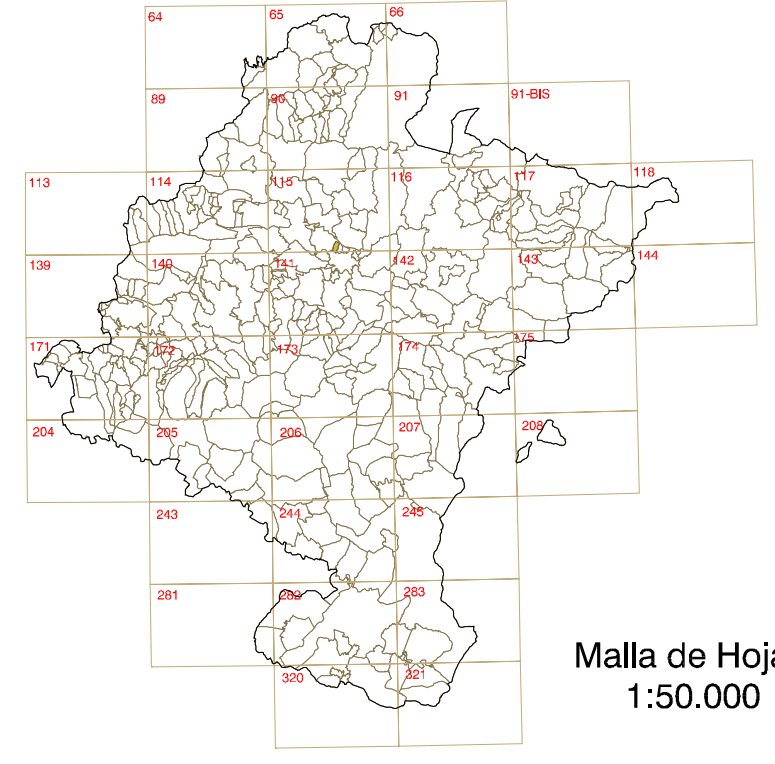 64 65 66
89 90 91 91-BIS
113 114 115 116 117 118
139 140 141 142 143 144
171 172 173 174 175
204 205 206 207 208
243 244 245
281 282 283
320 321
Malla de Hoja
1:50.000